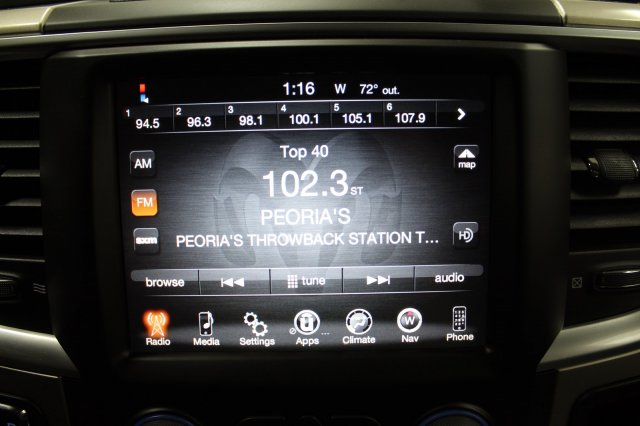 1:16 W 72° out.
1 94.5 2 96.3 3 98.1 4 100.1 5 105.1 6 107.9
AM
Top 40
map
FM
102.3 ST
PEORIA'S
sxm
PEORIA'S THROWBACK STATION T...
HD
browse tune audio
Radio Media Settings Apps ... Climate W Nav Phone